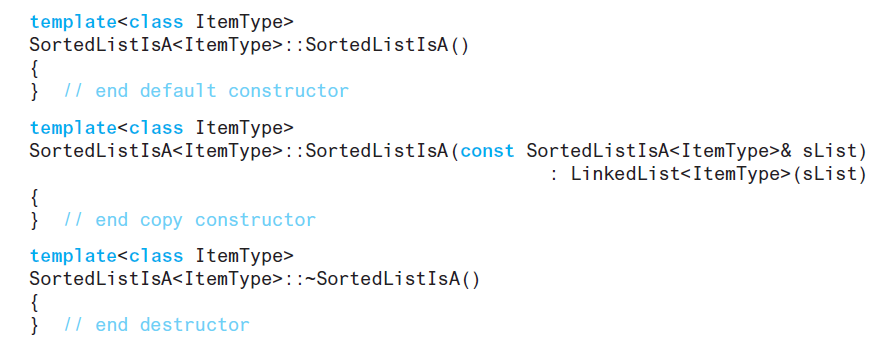 template<class ItemType>
SortedListIsA<ItemType>::SortedListIsA()
{
} // end default constructor
template<class ItemType>
SortedListIsA<ItemType>::SortedListIsA(const SortedListIsA<ItemType>& sList)
: LinkedList<ItemType>(sList)
{
} // end copy constructor
template<class ItemType>
SortedListIsA<ItemType>::~SortedListIsA()
{
} // end destructor